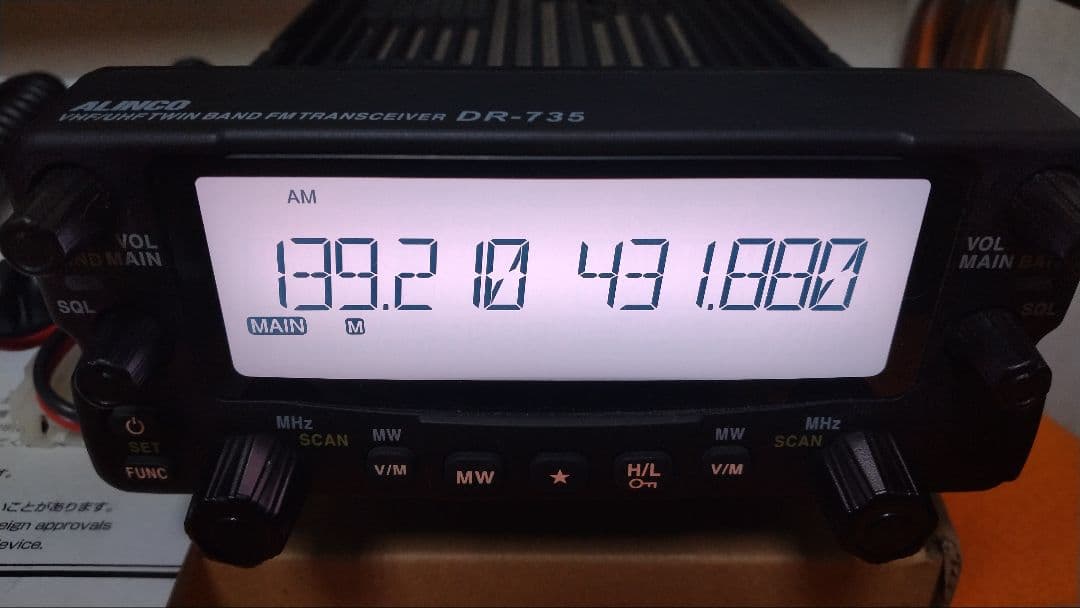 ALINCO
VHF/UHF TWIN BAND FM TRANSCEIVER DR-735
AM
139.210 431.880
MAIN M
VOL
MAIN
SQL
SET
FUNC
VOL
MAIN
SQL
MHz
SCAN
MW
V/M
MW
★
H/L
MW
V/M
MHz
SCAN
いことがあります。
eign approvals
evice.